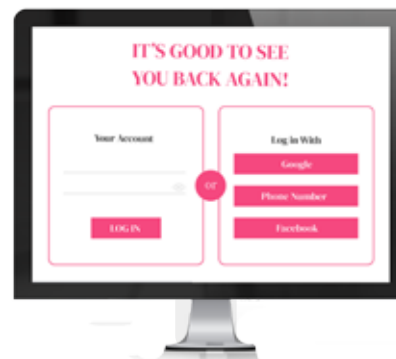 IT'S GOOD TO SEE
YOU BACK AGAIN!
Your Account
LOG IN
or
Log in With
Google
Phone Number
Facebook